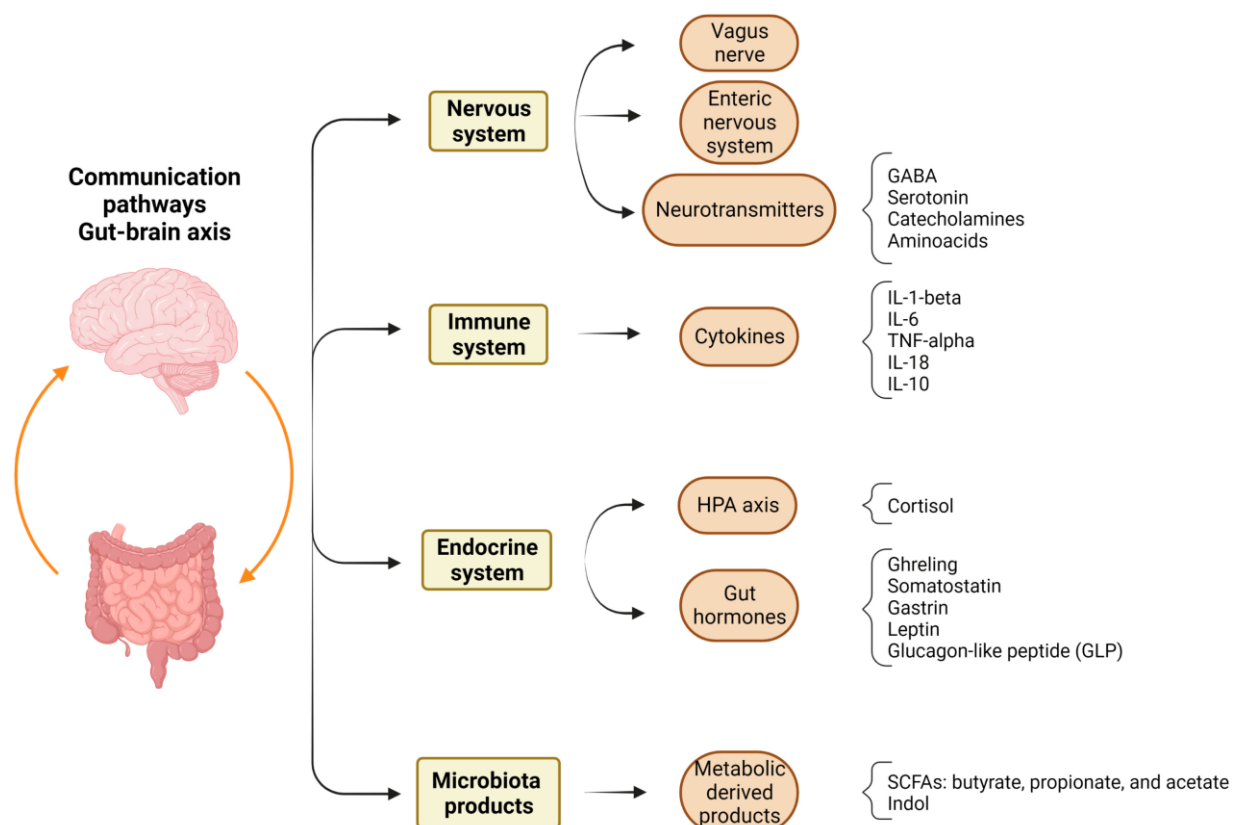 Communication
pathways
Gut-brain axis
Nervous
system
Vagus
nerve
Enteric
nervous
system
Neurotransmitters
GABA
Serotonin
Catecholamines
Aminoacids
Immune
system
Cytokines
IL-1-beta
IL-6
TNF-alpha
IL-18
IL-10
Endocrine
system
HPA axis
Cortisol
Gut
hormones
Ghreling
Somatostatin
Gastrin
Leptin
Glucagon-like peptide (GLP)
Microbiota
products
Metabolic
derived
products
SCFAs: butyrate, propionate, and acetate
Indol